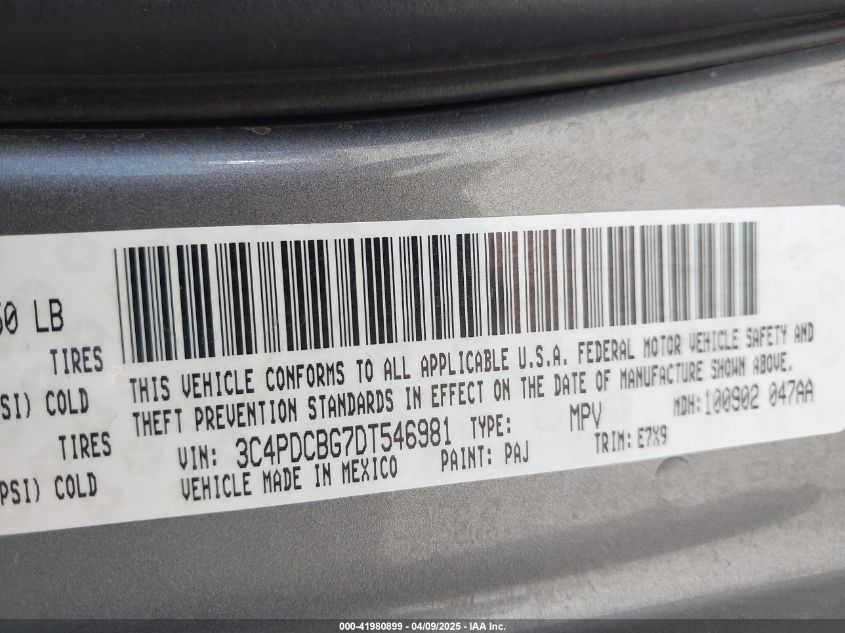 60 LB
TIRES
SI) COLD
TIRES
PSI) COLD
THIS VEHICLE CONFORMS TO ALL APPLICABLE U.S.A. FEDERAL MOTOR VEHICLE SAFETY AND
THEFT PREVENTION STANDARDS IN EFFECT ON THE DATE OF MANUFACTURE SHOWN ABOVE.
VIN: 3C4PDCBG7DT546981 TYPE: MPV MDH:100902 047AA
VEHICLE MADE IN MEXICO PAINT: PAJ TRIM:E7X9
000-41980899 - 04/09/2025 - IAA Inc.